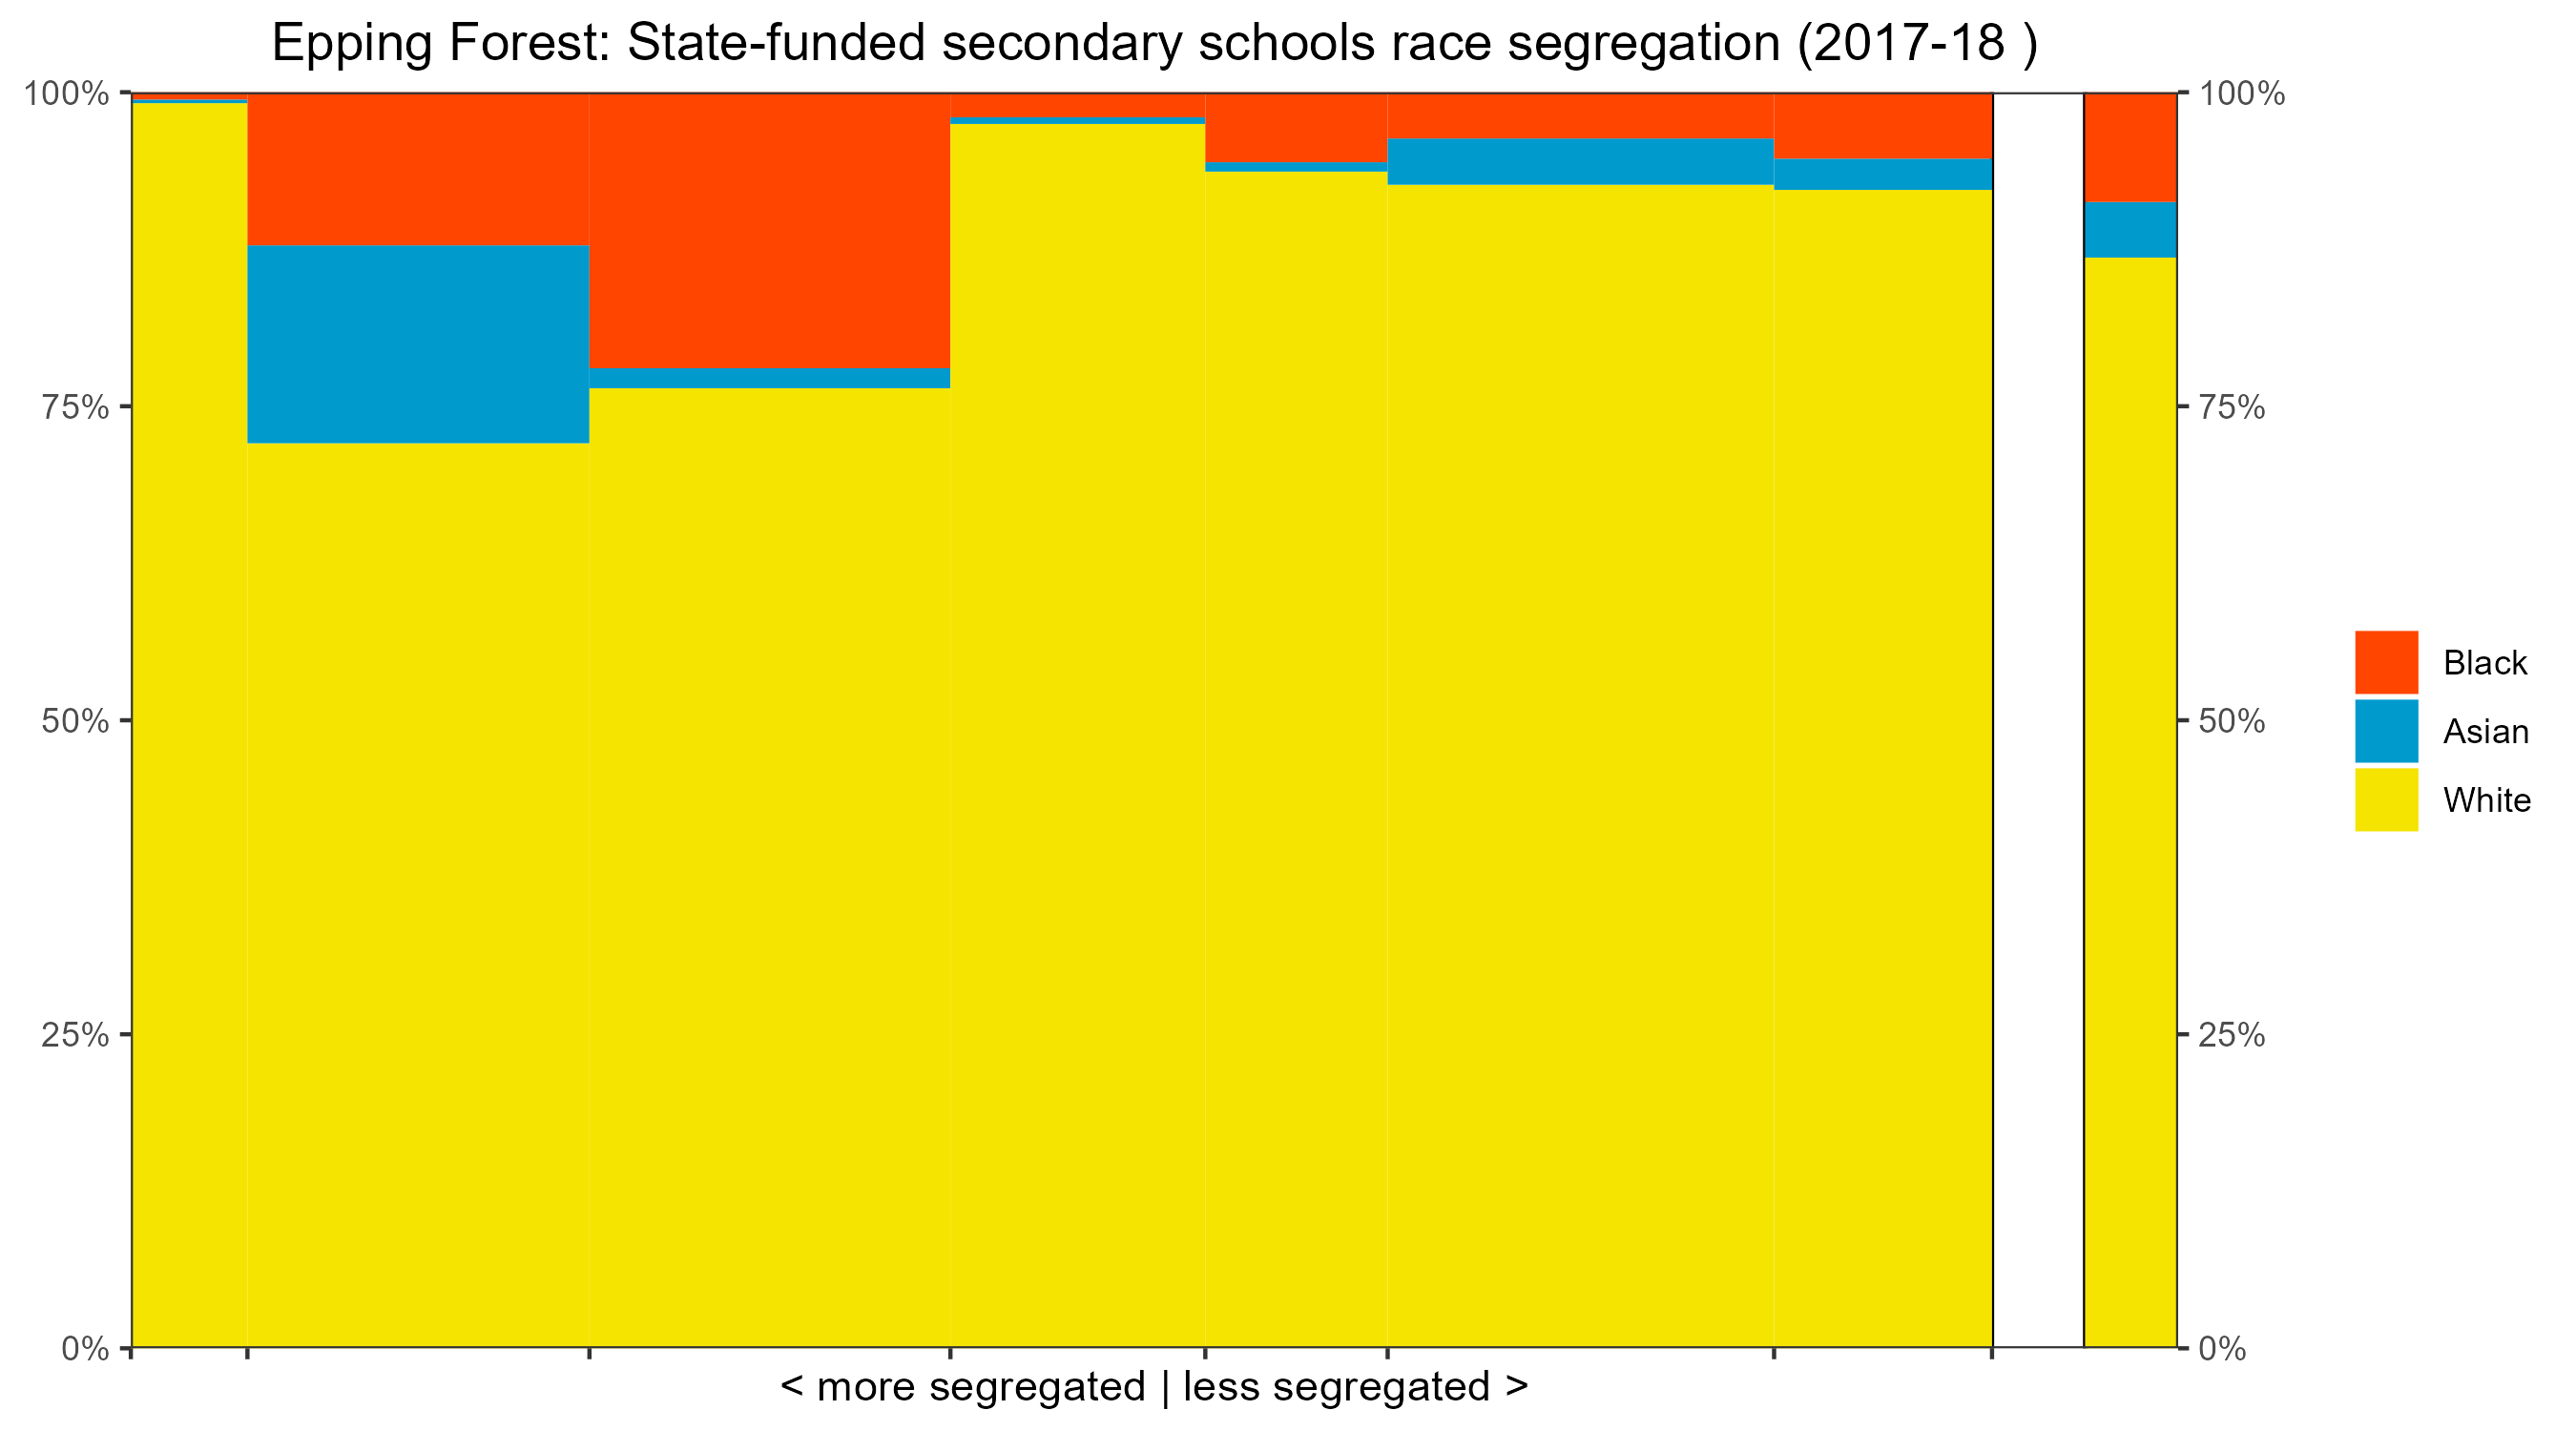 Epping Forest: State-funded secondary schools race segregation (2017-18 )
100%
75%
50%
25%
0%
100%
75%
50%
25%
0%
Black
Asian
White
< more segregated | less segregated >